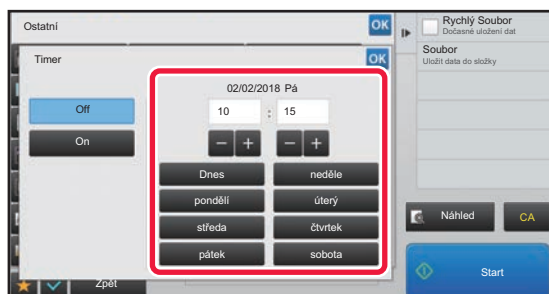 Ostatní
OK
Timer
OK
02/02/2018 Pá
10 : 15
Off
On
Dnes
neděle
pondělí
úterý
středa
čtvrtek
pátek
sobota
Zpět
Rychlý Soubor
Dočasné uložení dat
Soubor
Uložit data do složky
Náhled
CA
Start